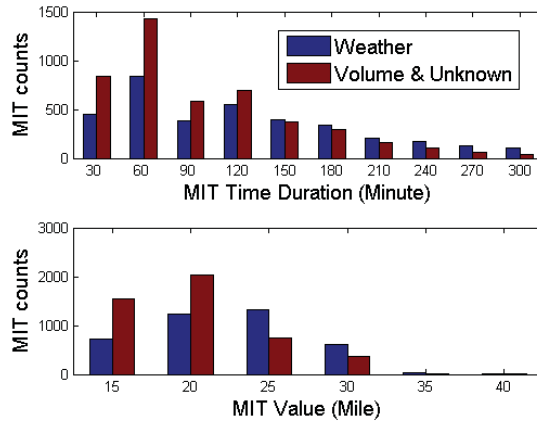 1500
1000
500
0
MIT counts
Weather
Volume & Unknown
30 60 90 120 150 180 210 240 270 300
MIT Time Duration (Minute)
3000
2000
1000
0
MIT counts
15 20 25 30 35 40
MIT Value (Mile)